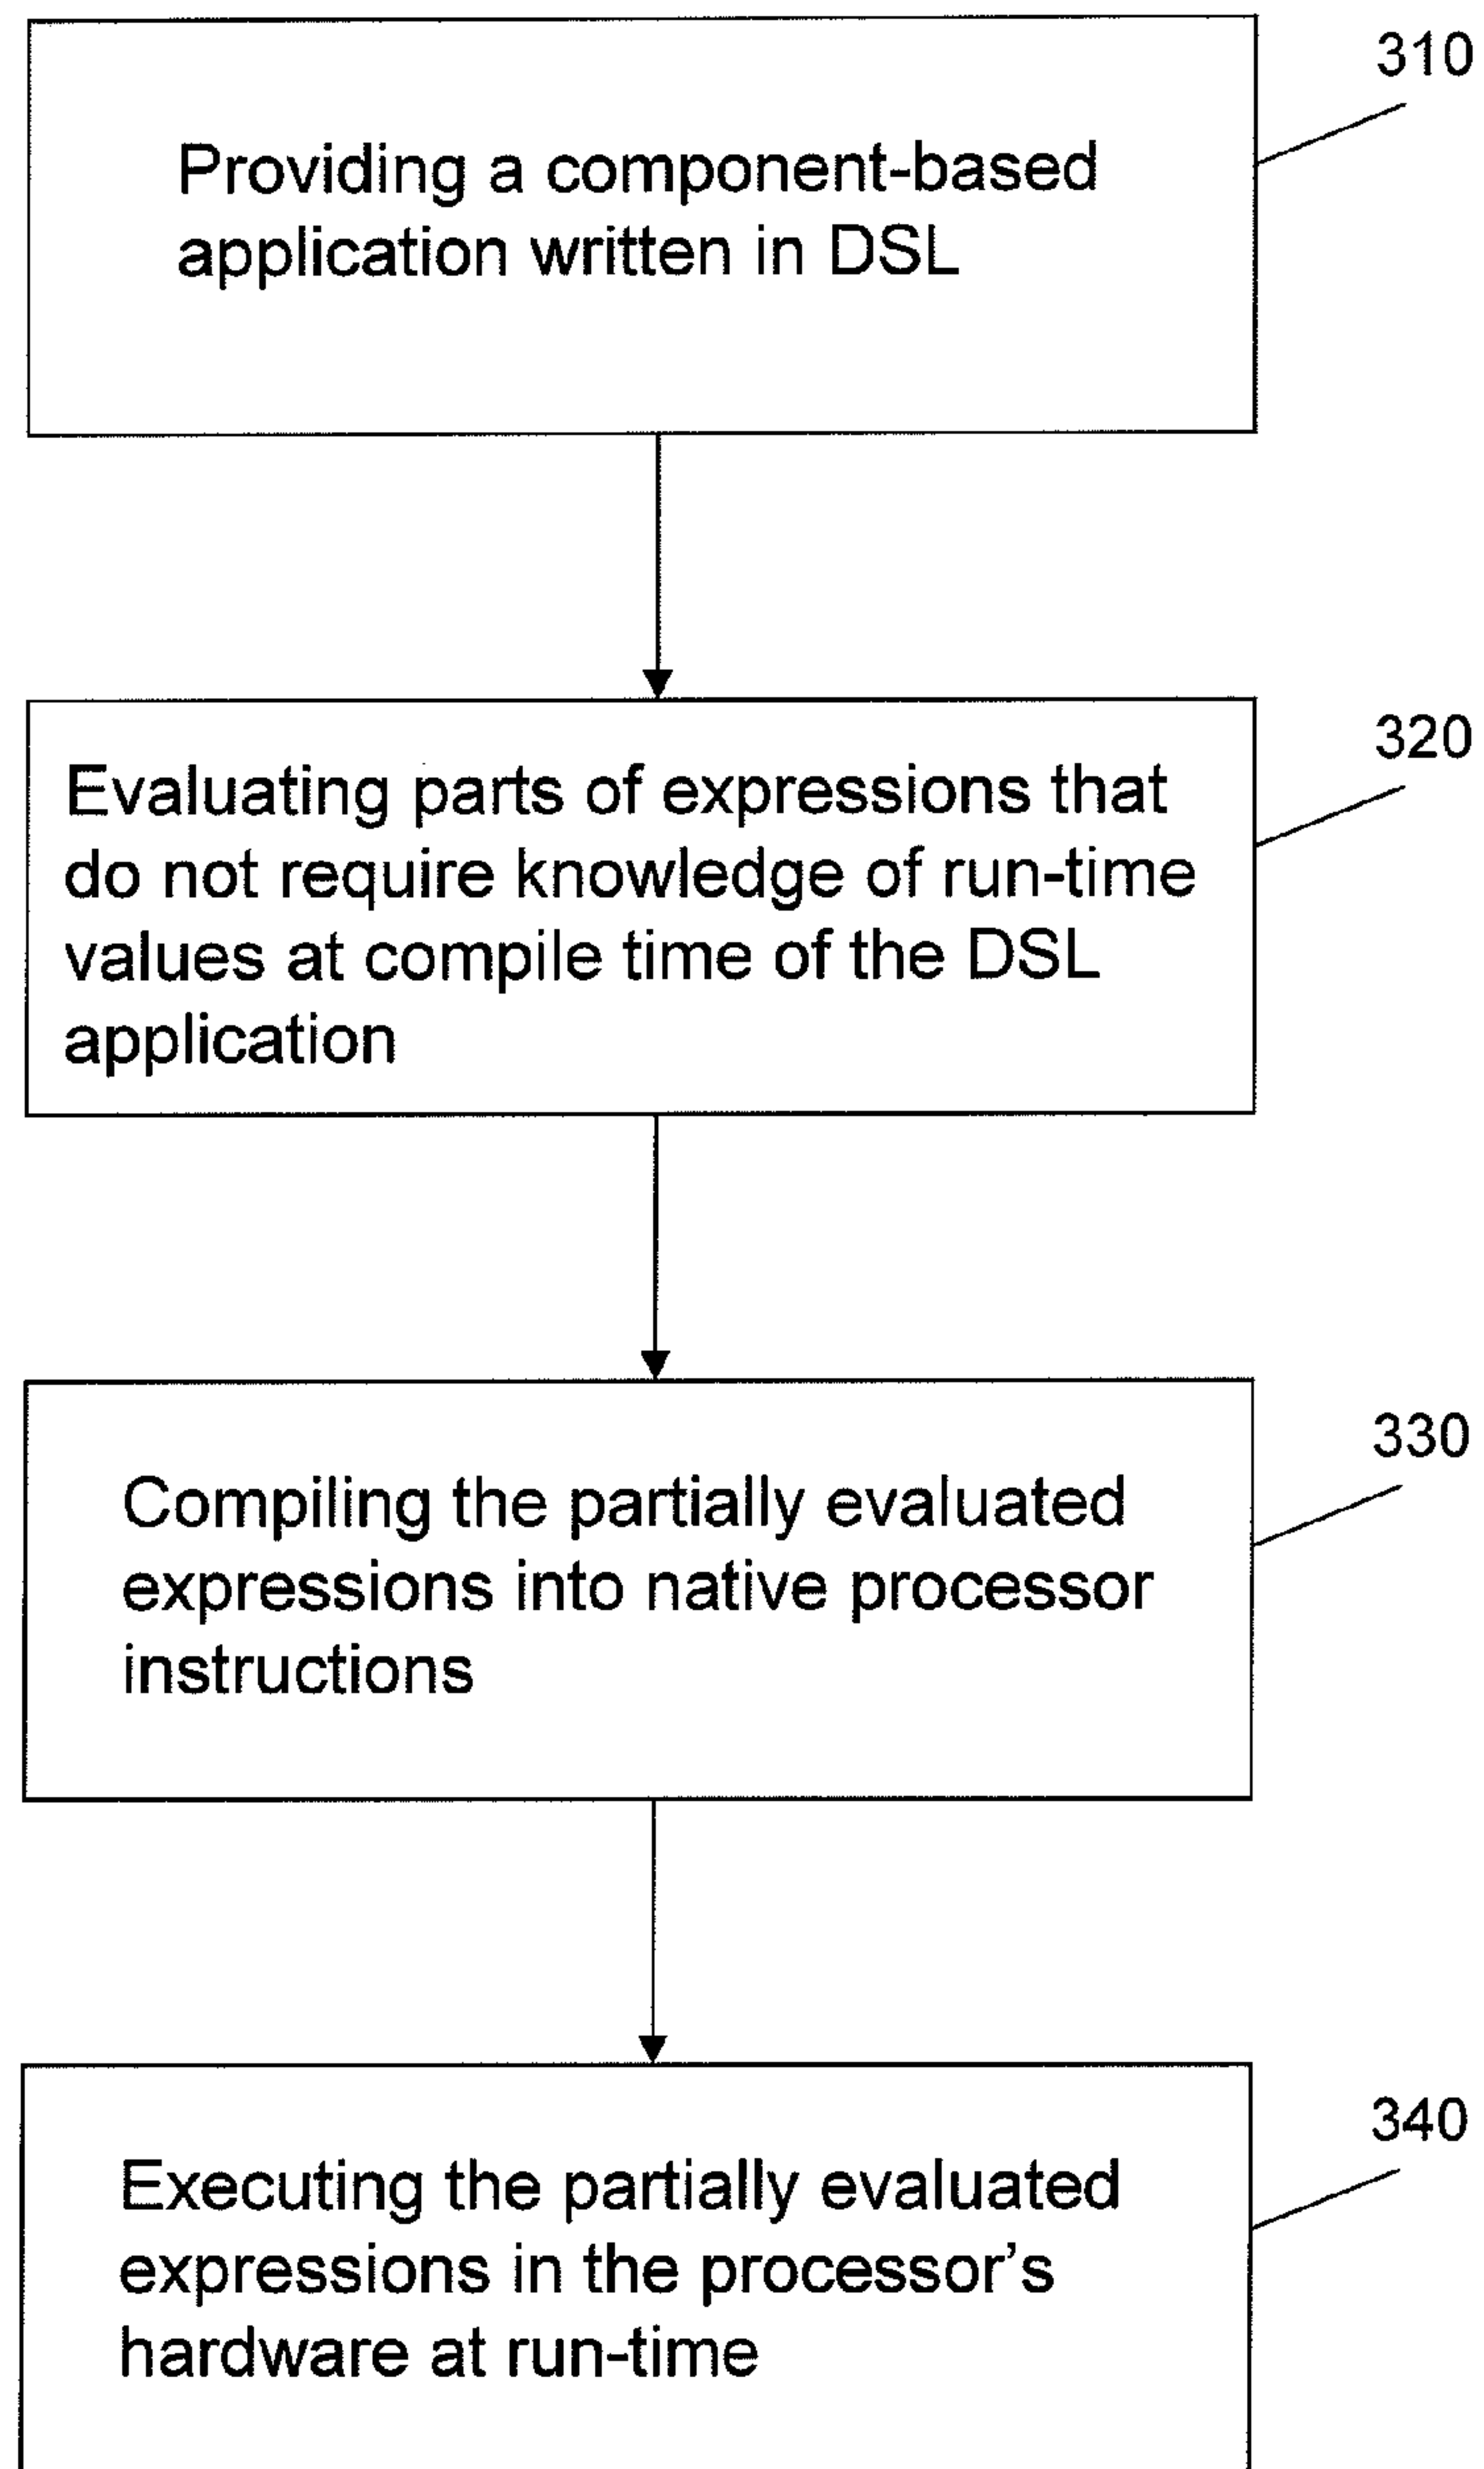 310
Providing a component-based
application written in DSL
320
Evaluating parts of expressions that
do not require knowledge of run-time
values at compile time of the DSL
application
330
Compiling the partially evaluated
expressions into native processor
instructions
340
Executing the partially evaluated
expressions in the processor's
hardware at run-time